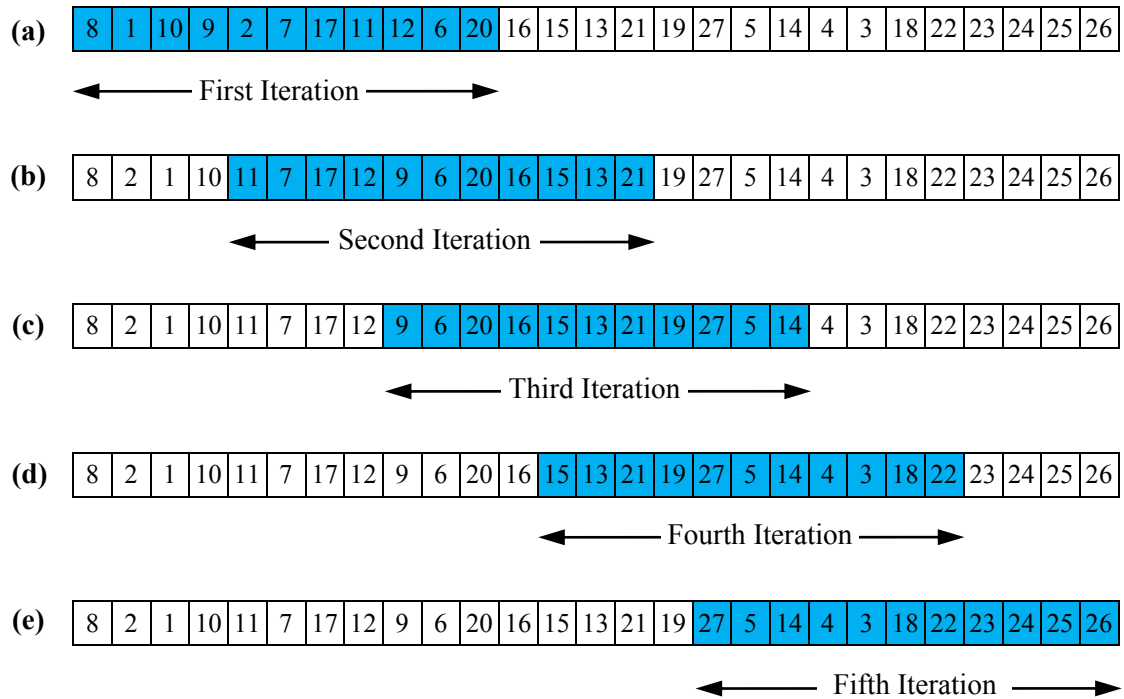 (a) 8 1 10 9 2 7 17 11 12 6 20 16 15 13 21 19 27 5 14 4 3 18 22 23 24 25 26
First Iteration
(b) 8 2 1 10 11 7 17 12 9 6 20 16 15 13 21 19 27 5 14 4 3 18 22 23 24 25 26
Second Iteration
(c) 8 2 1 10 11 7 17 12 9 6 20 16 15 13 21 19 27 5 14 4 3 18 22 23 24 25 26
Third Iteration
(d) 8 2 1 10 11 7 17 12 9 6 20 16 15 13 21 19 27 5 14 4 3 18 22 23 24 25 26
Fourth Iteration
(e) 8 2 1 10 11 7 17 12 9 6 20 16 15 13 21 19 27 5 14 4 3 18 22 23 24 25 26
Fifth Iteration